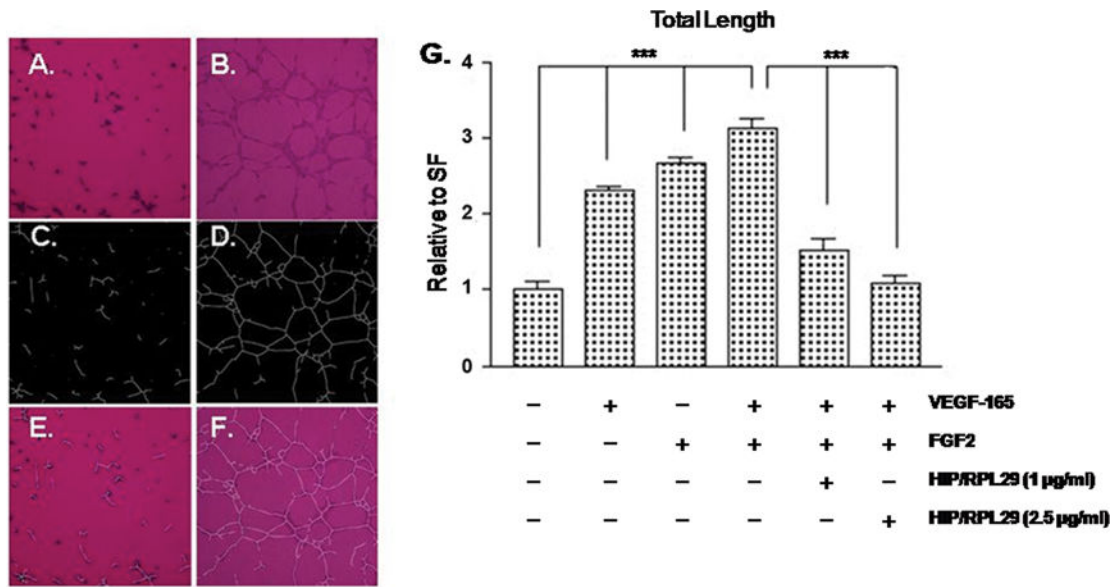 A.
B.
C.
D.
E.
F.
Total Length
G.
*** ***
4
3
2
1
0
Relative to SF
– + – + + + VEGF-165
– – + + + + FGF2
– – – – + – HIP/RPL29 (1 µg/ml)
– – – – – + HIP/RPL29 (2.5 µg/ml)